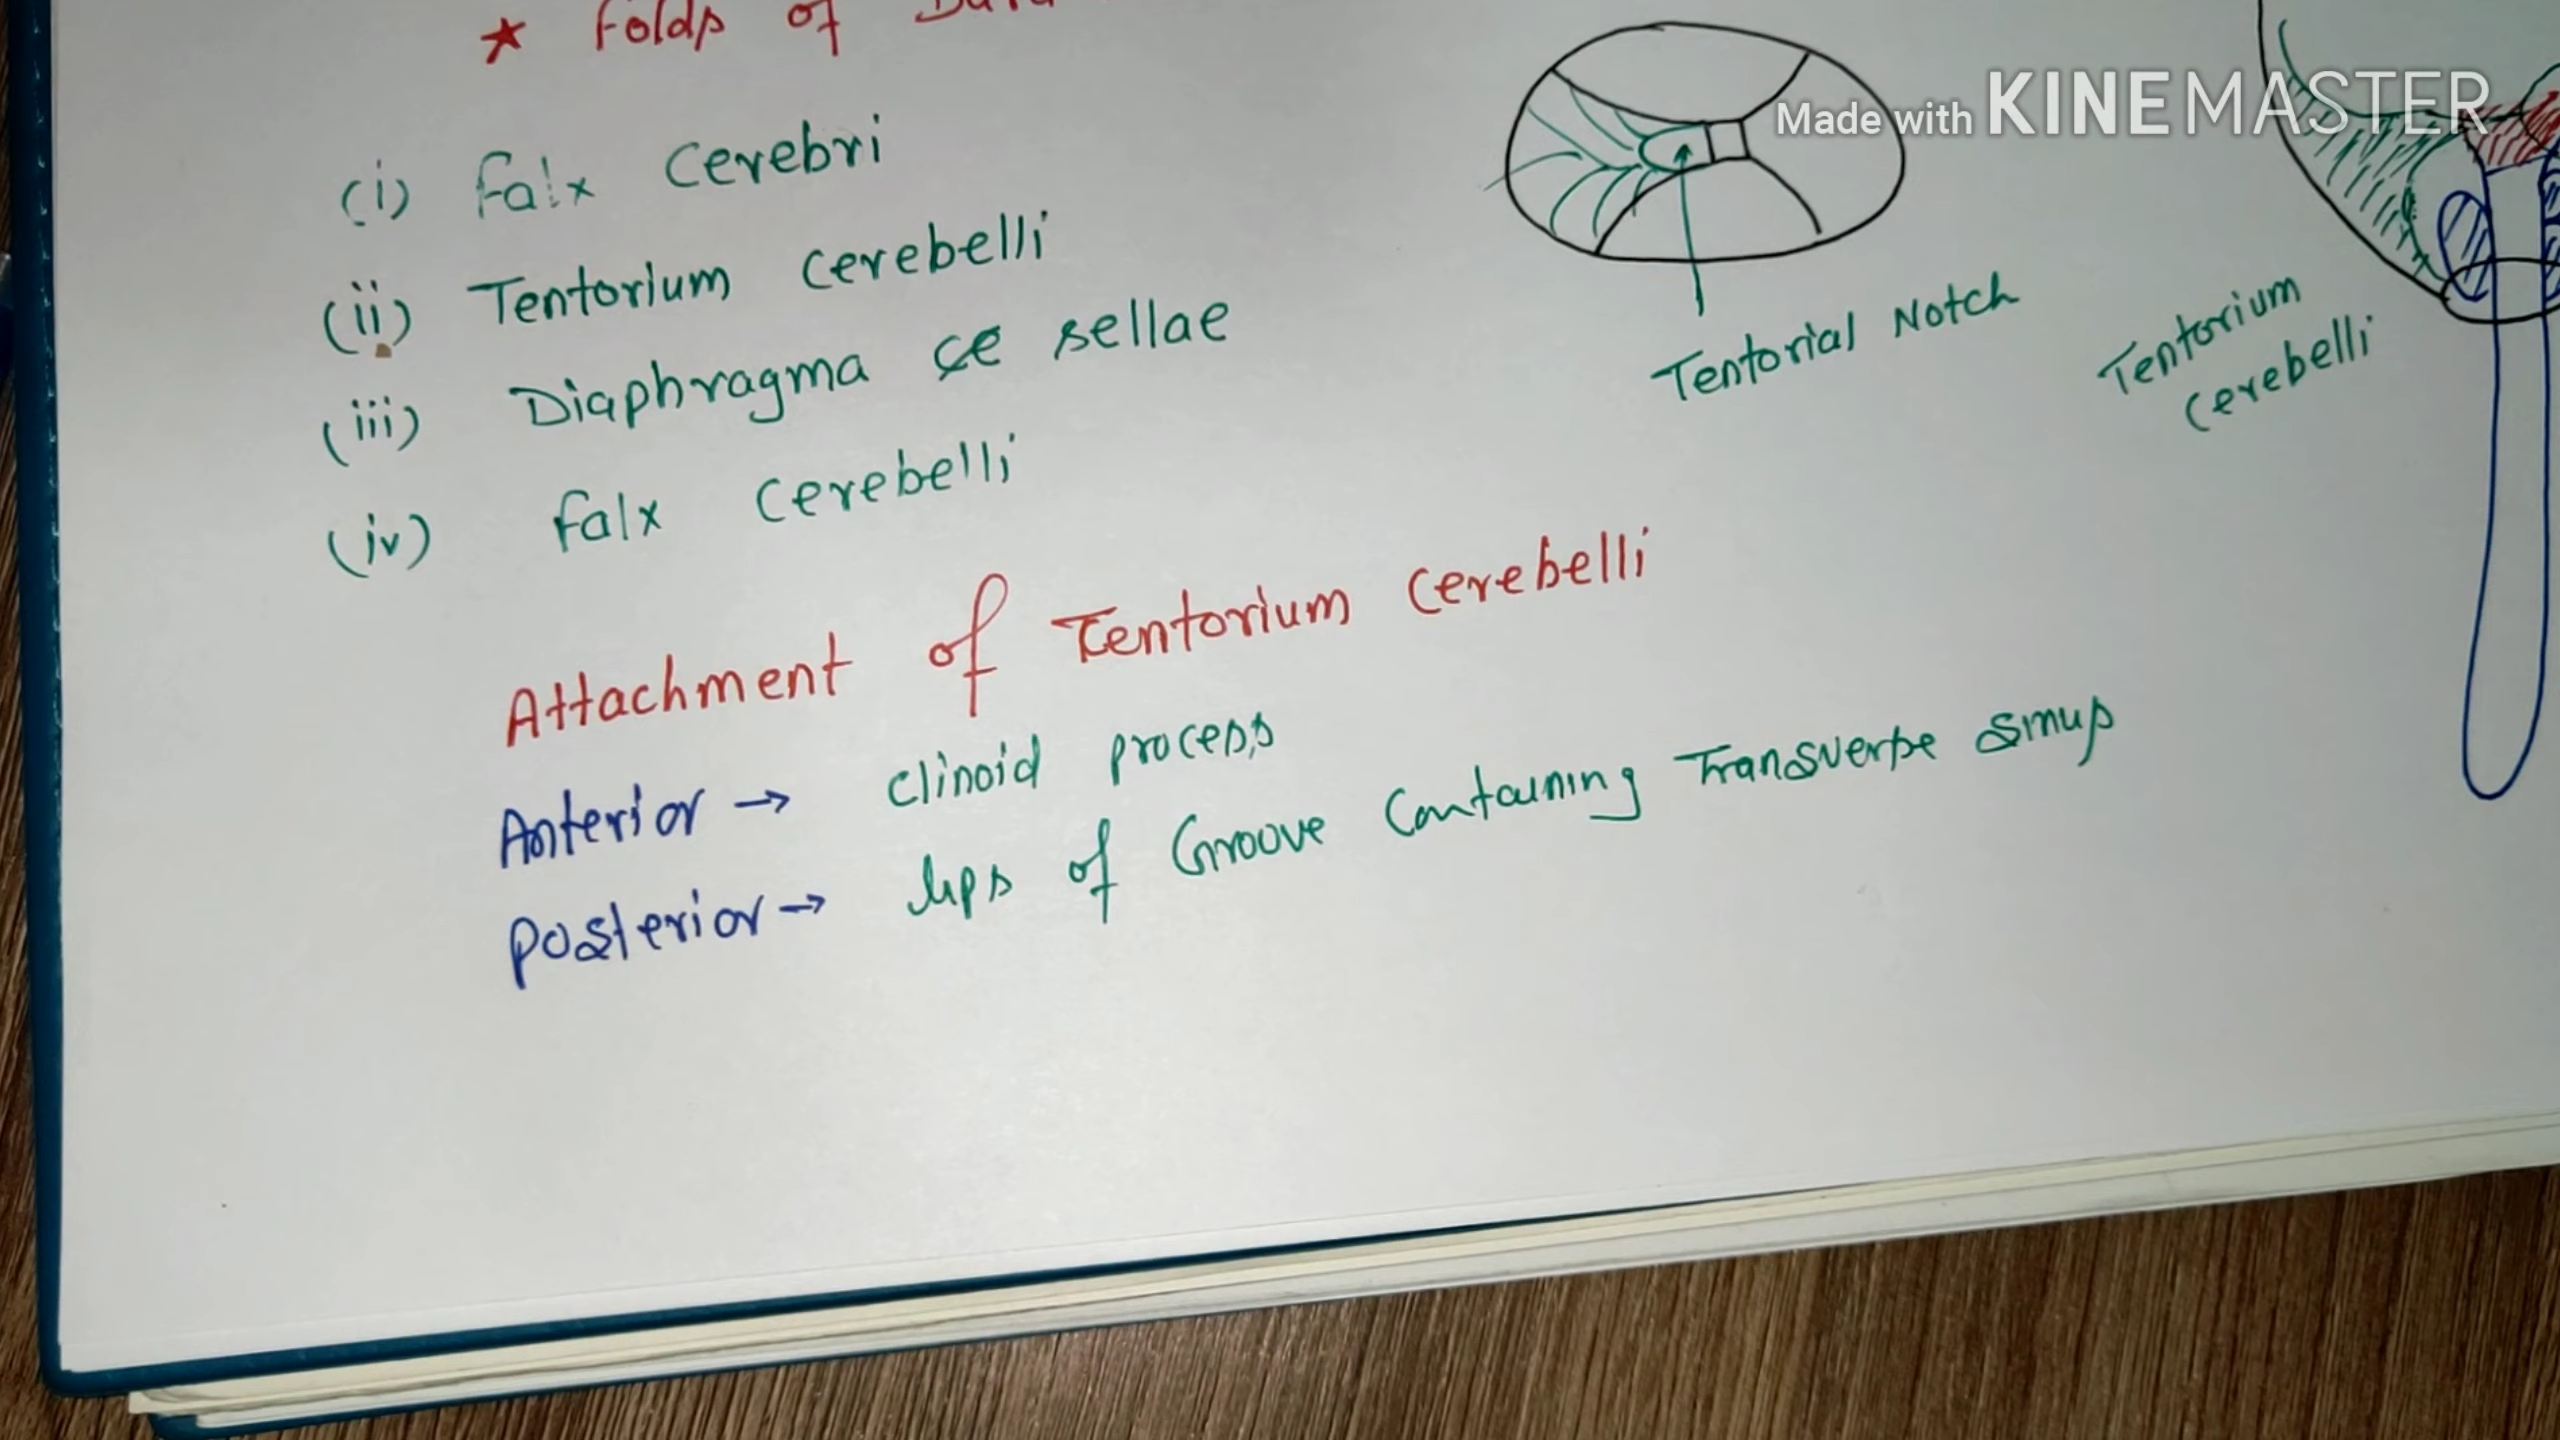 ★ Folds of
(i) Falx Cerebri
(ii) Tentorium Cerebelli
(iii) Diaphragma sellae
(iv) Falx Cerebelli
Tentorial Notch
Tentorium
Cerebelli
Attachment of Tentorium Cerebelli
Anterior → Clinoid process
Posterior → lips of Groove Containing Transverse Sinus
Made with KINEMASTER